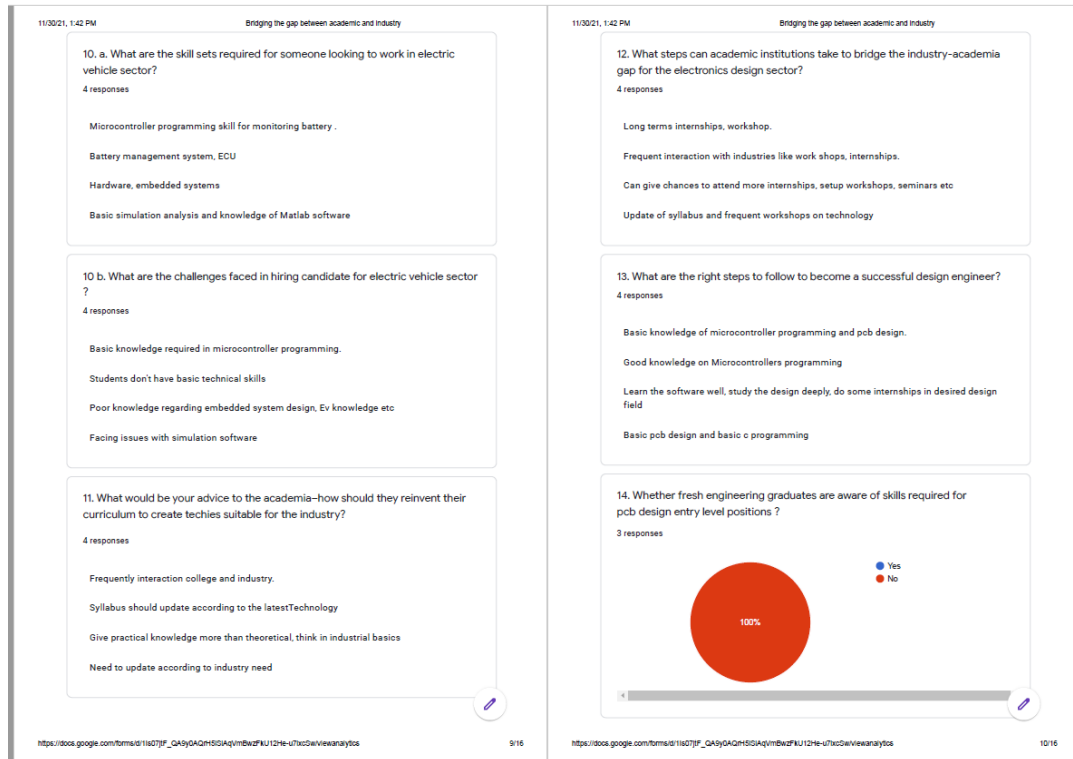 11/30/21, 1:42 PM
Bridging the gap between academic and industry
10. a. What are the skill sets required for someone looking to work in electric
vehicle sector?
4 responses
Microcontroller programming skill for monitoring battery .
Battery management system, ECU
Hardware, embedded systems
Basic simulation analysis and knowledge of Matlab software
10 b. What are the challenges faced in hiring candidate for electric vehicle sector
?
4 responses
Basic knowledge required in microcontroller programming.
Students don't have basic technical skills
Poor knowledge regarding embedded system design, Ev knowledge etc
Facing issues with simulation software
11. What would be your advice to the academia–how should they reinvent their
curriculum to create techies suitable for the industry?
4 responses
Frequently interaction college and industry.
Syllabus should update according to the latestTechnology
Give practical knowledge more than theoretical, think in industrial basics
Need to update according to industry need
9/16
11/30/21, 1:42 PM
Bridging the gap between academic and industry
12. What steps can academic institutions take to bridge the industry-academia
gap for the electronics design sector?
4 responses
Long terms internships, workshop.
Frequent interaction with industries like work shops, internships.
Can give chances to attend more internships, setup workshops, seminars etc
Update of syllabus and frequent workshops on technology
13. What are the right steps to follow to become a successful design engineer?
4 responses
Basic knowledge of microcontroller programming and pcb design.
Good knowledge on Microcontrollers programming
Learn the software well, study the design deeply, do some internships in desired design
field
Basic pcb design and basic c programming
14. Whether fresh engineering graduates are aware of skills required for
pcb design entry level positions ?
3 responses
Yes
No
100%
10/16